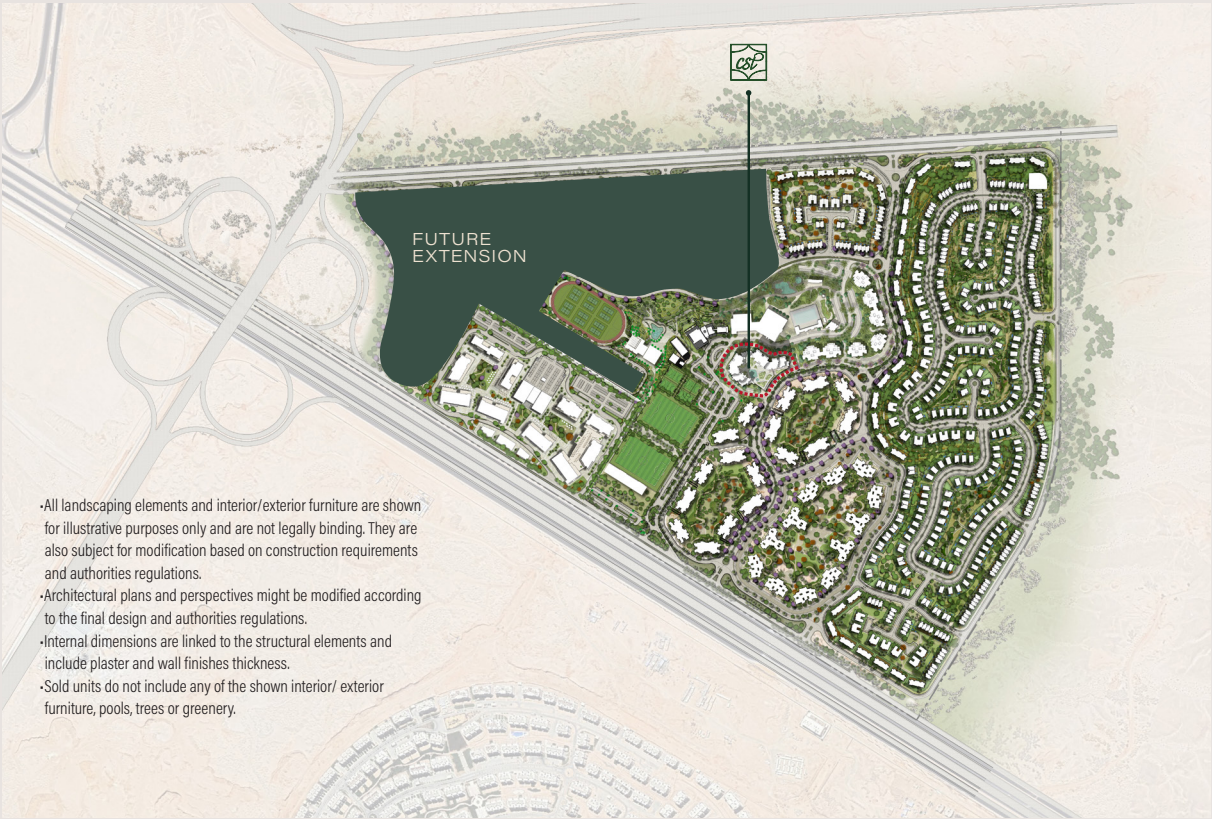 csp
FUTURE
EXTENSION
•All landscaping elements and interior/exterior furniture are shown
for illustrative purposes only and are not legally binding. They are
also subject for modification based on construction requirements
and authorities regulations.
•Architectural plans and perspectives might be modified according
to the final design and authorities regulations.
•Internal dimensions are linked to the structural elements and
include plaster and wall finishes thickness.
•Sold units do not include any of the shown interior/ exterior
furniture, pools, trees or greenery.